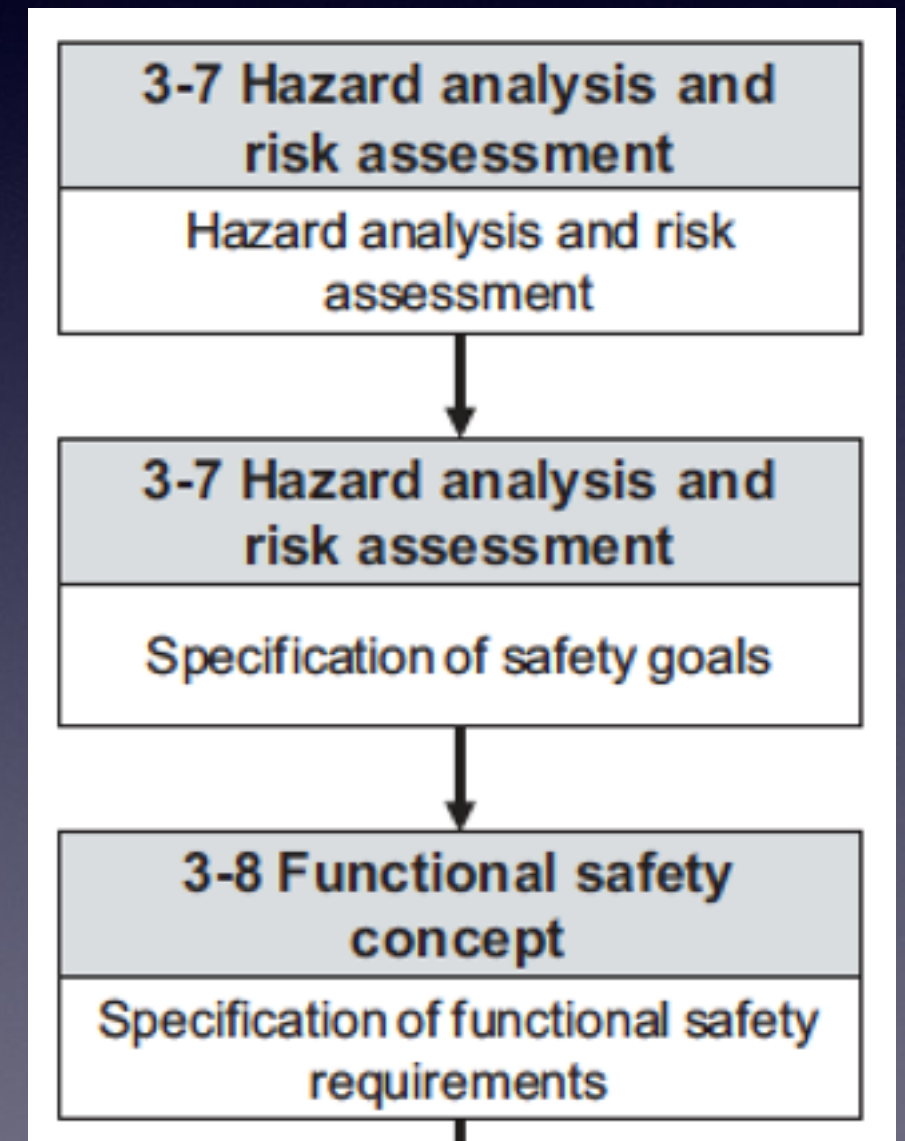 3-7 Hazard analysis and
risk assessment
Hazard analysis and risk
assessment
3-7 Hazard analysis and
risk assessment
Specification of safety goals
3-8 Functional safety
concept
Specification of functional safety
requirements